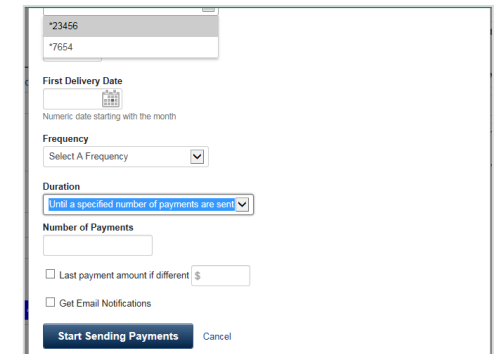 *23456
*7654
First Delivery Date
Numeric date starting with the month
Frequency
Select A Frequency
Duration
Until a specified number of payments are sent
Number of Payments
Last payment amount if different $
Get Email Notifications
Start Sending Payments Cancel